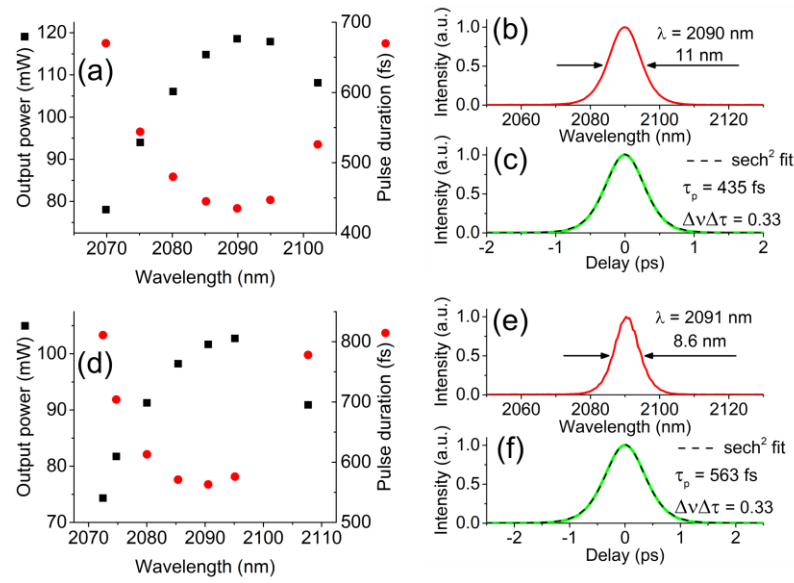 (a)
Output power (mW)
120
110
100
90
80
700
600
500
400
Pulse duration (fs)
2070 2080 2090 2100
Wavelength (nm)
(b)
Intensity (a.u.)
1.0
0.5
0.0
λ = 2090 nm
11 nm
2060 2080 2100 2120
Wavelength (nm)
(c)
Intensity (a.u.)
1.0
0.5
0.0
sech² fit
τp = 435 fs
ΔνΔτ = 0.33
-2 -1 0 1 2
Delay (ps)
(d)
Output power (mW)
100
90
80
70
800
700
600
500
Pulse duration (fs)
2070 2080 2090 2100 2110
Wavelength (nm)
(e)
Intensity (a.u.)
1.0
0.5
0.0
λ = 2091 nm
8.6 nm
2060 2080 2100 2120
Wavelength (nm)
(f)
Intensity (a.u.)
1.0
0.5
0.0
sech² fit
τp = 563 fs
ΔνΔτ = 0.33
-2 -1 0 1 2
Delay (ps)